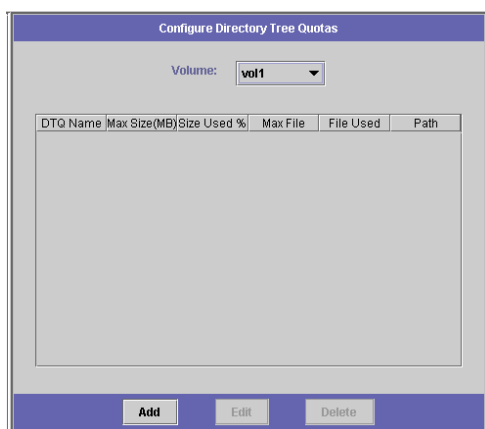 Configure Directory Tree Quotas
Volume: vol1
DTQ Name Max Size(MB) Size Used % Max File File Used Path
Add Edit Delete